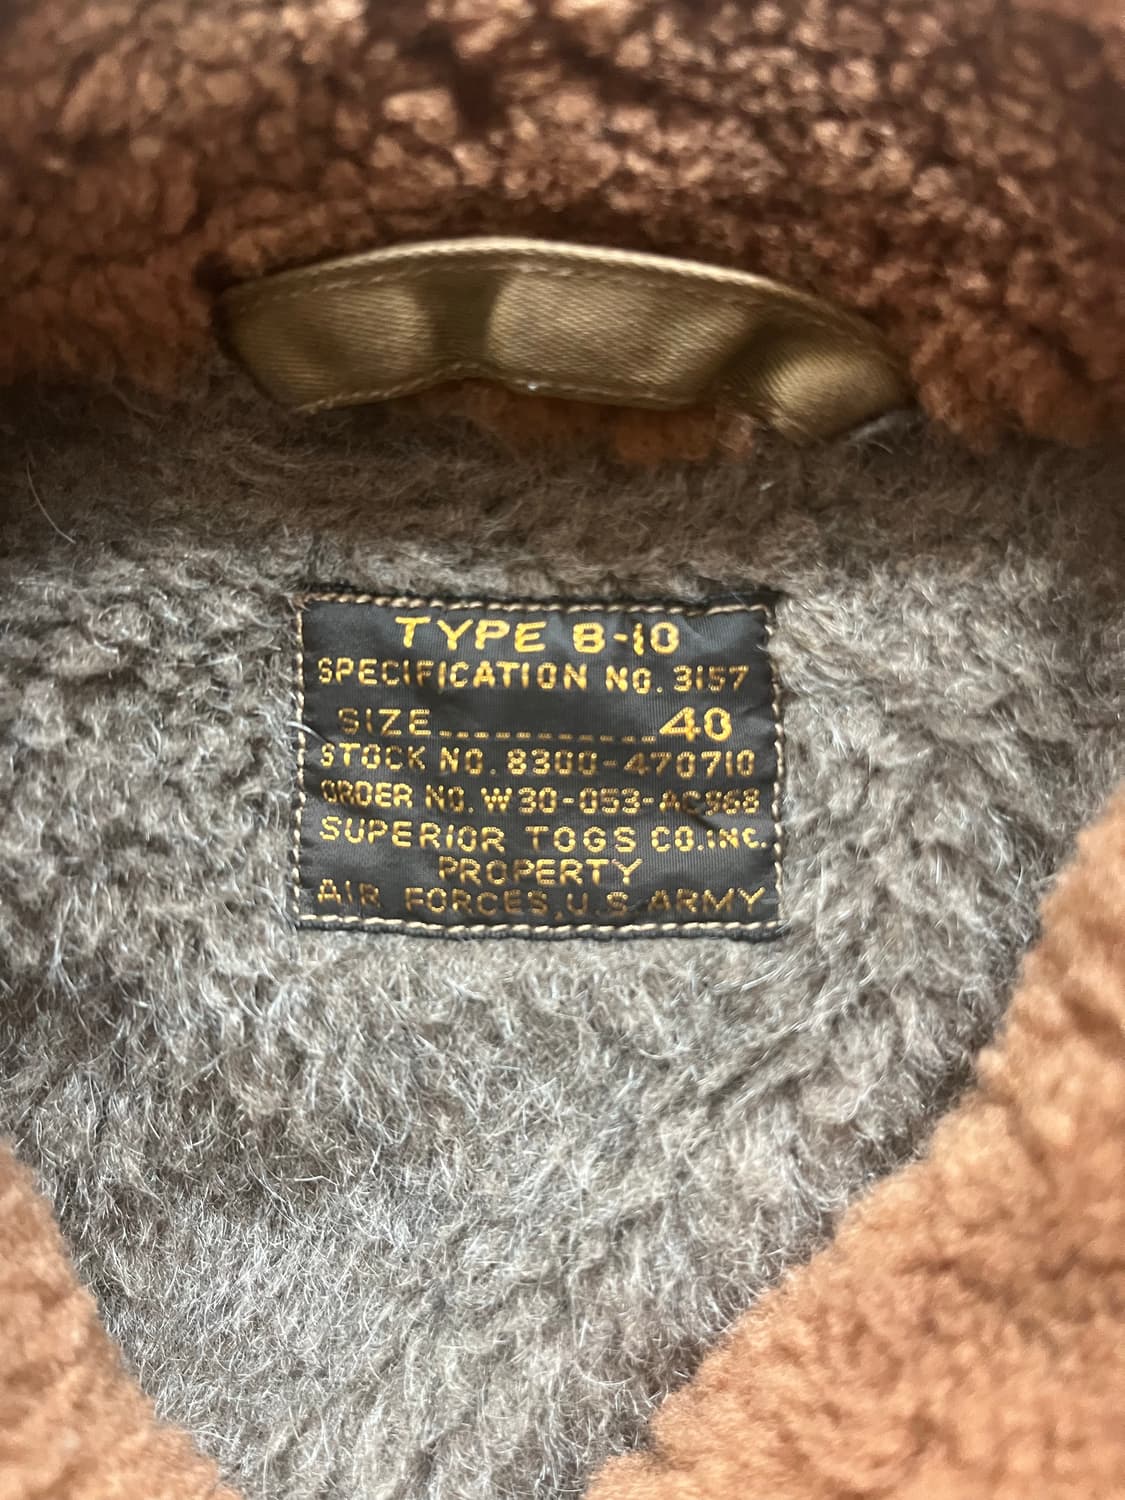 TYPE B-10
SPECIFICATION NO. 3157
SIZE............40
STOCK NO. 8300-470710
ORDER NO. W30-053-AC968
SUPERIOR TOGS CO.INC.
PROPERTY
AIR FORCES, U.S ARMY